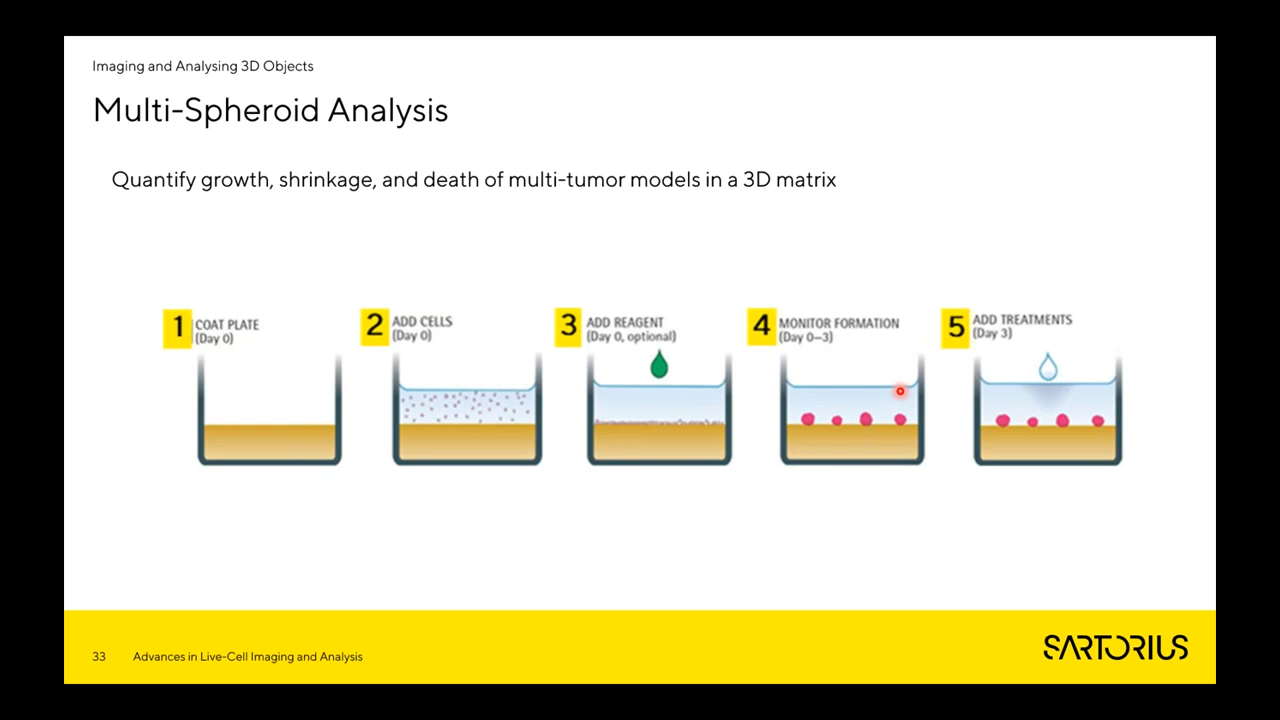 Imaging and Analysing 3D Objects
Multi-Spheroid Analysis
Quantify growth, shrinkage, and death of multi-tumor models in a 3D matrix
1 COAT PLATE
(Day 0)
2 ADD CELLS
(Day 0)
3 ADD REAGENT
(Day 0, optional)
4 MONITOR FORMATION
(Day 0–3)
5 ADD TREATMENTS
(Day 3)
33 Advances in Live-Cell Imaging and Analysis
SARTORIUS